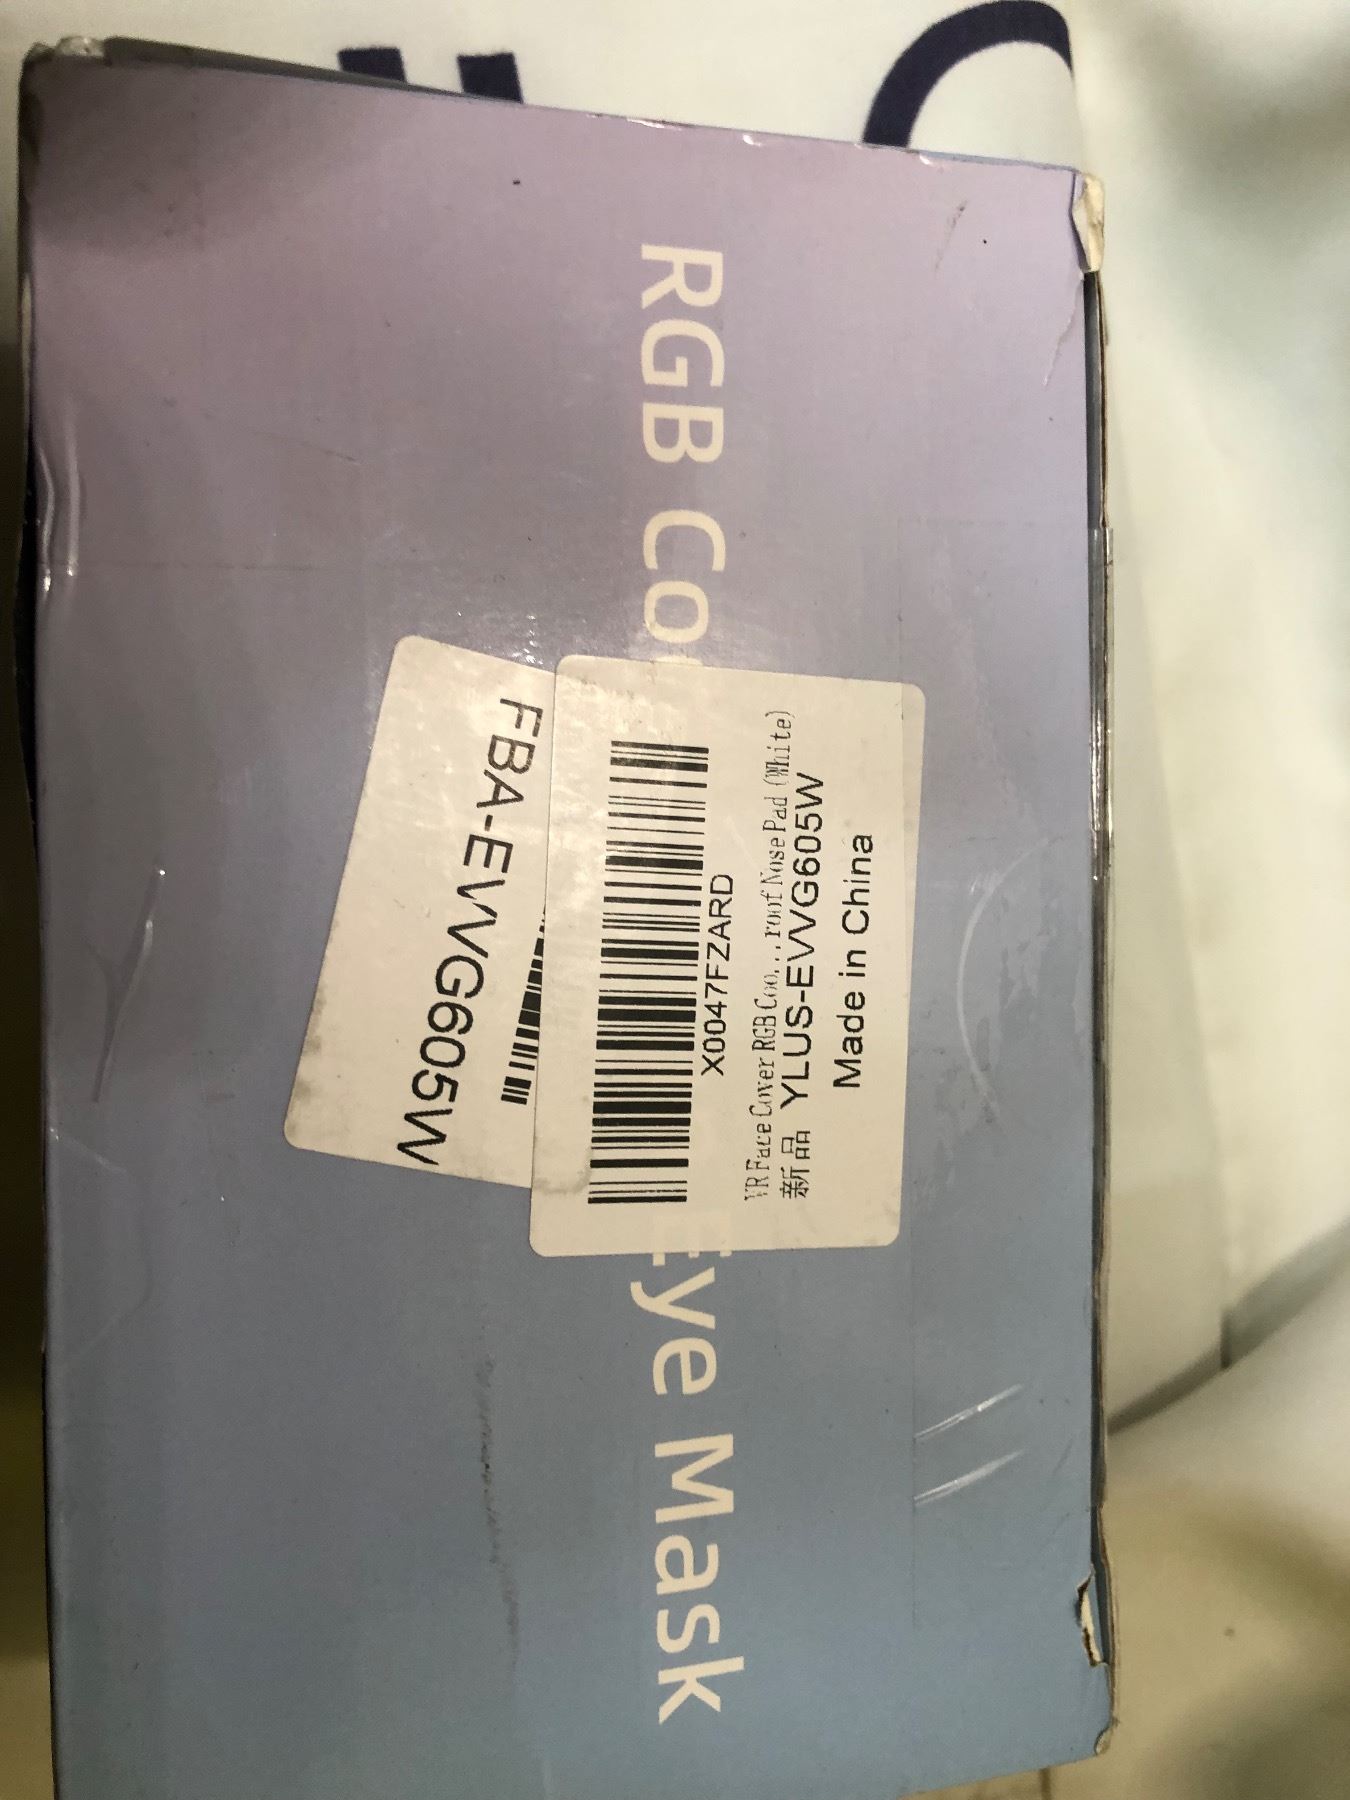 RGB Co
Eye Mask
FBA-EVVG605W
X0047FZARD
VR Face Cover RGB Coo...roof Nose Pad (White)
新品 YLUS-EVVG605W
Made in China